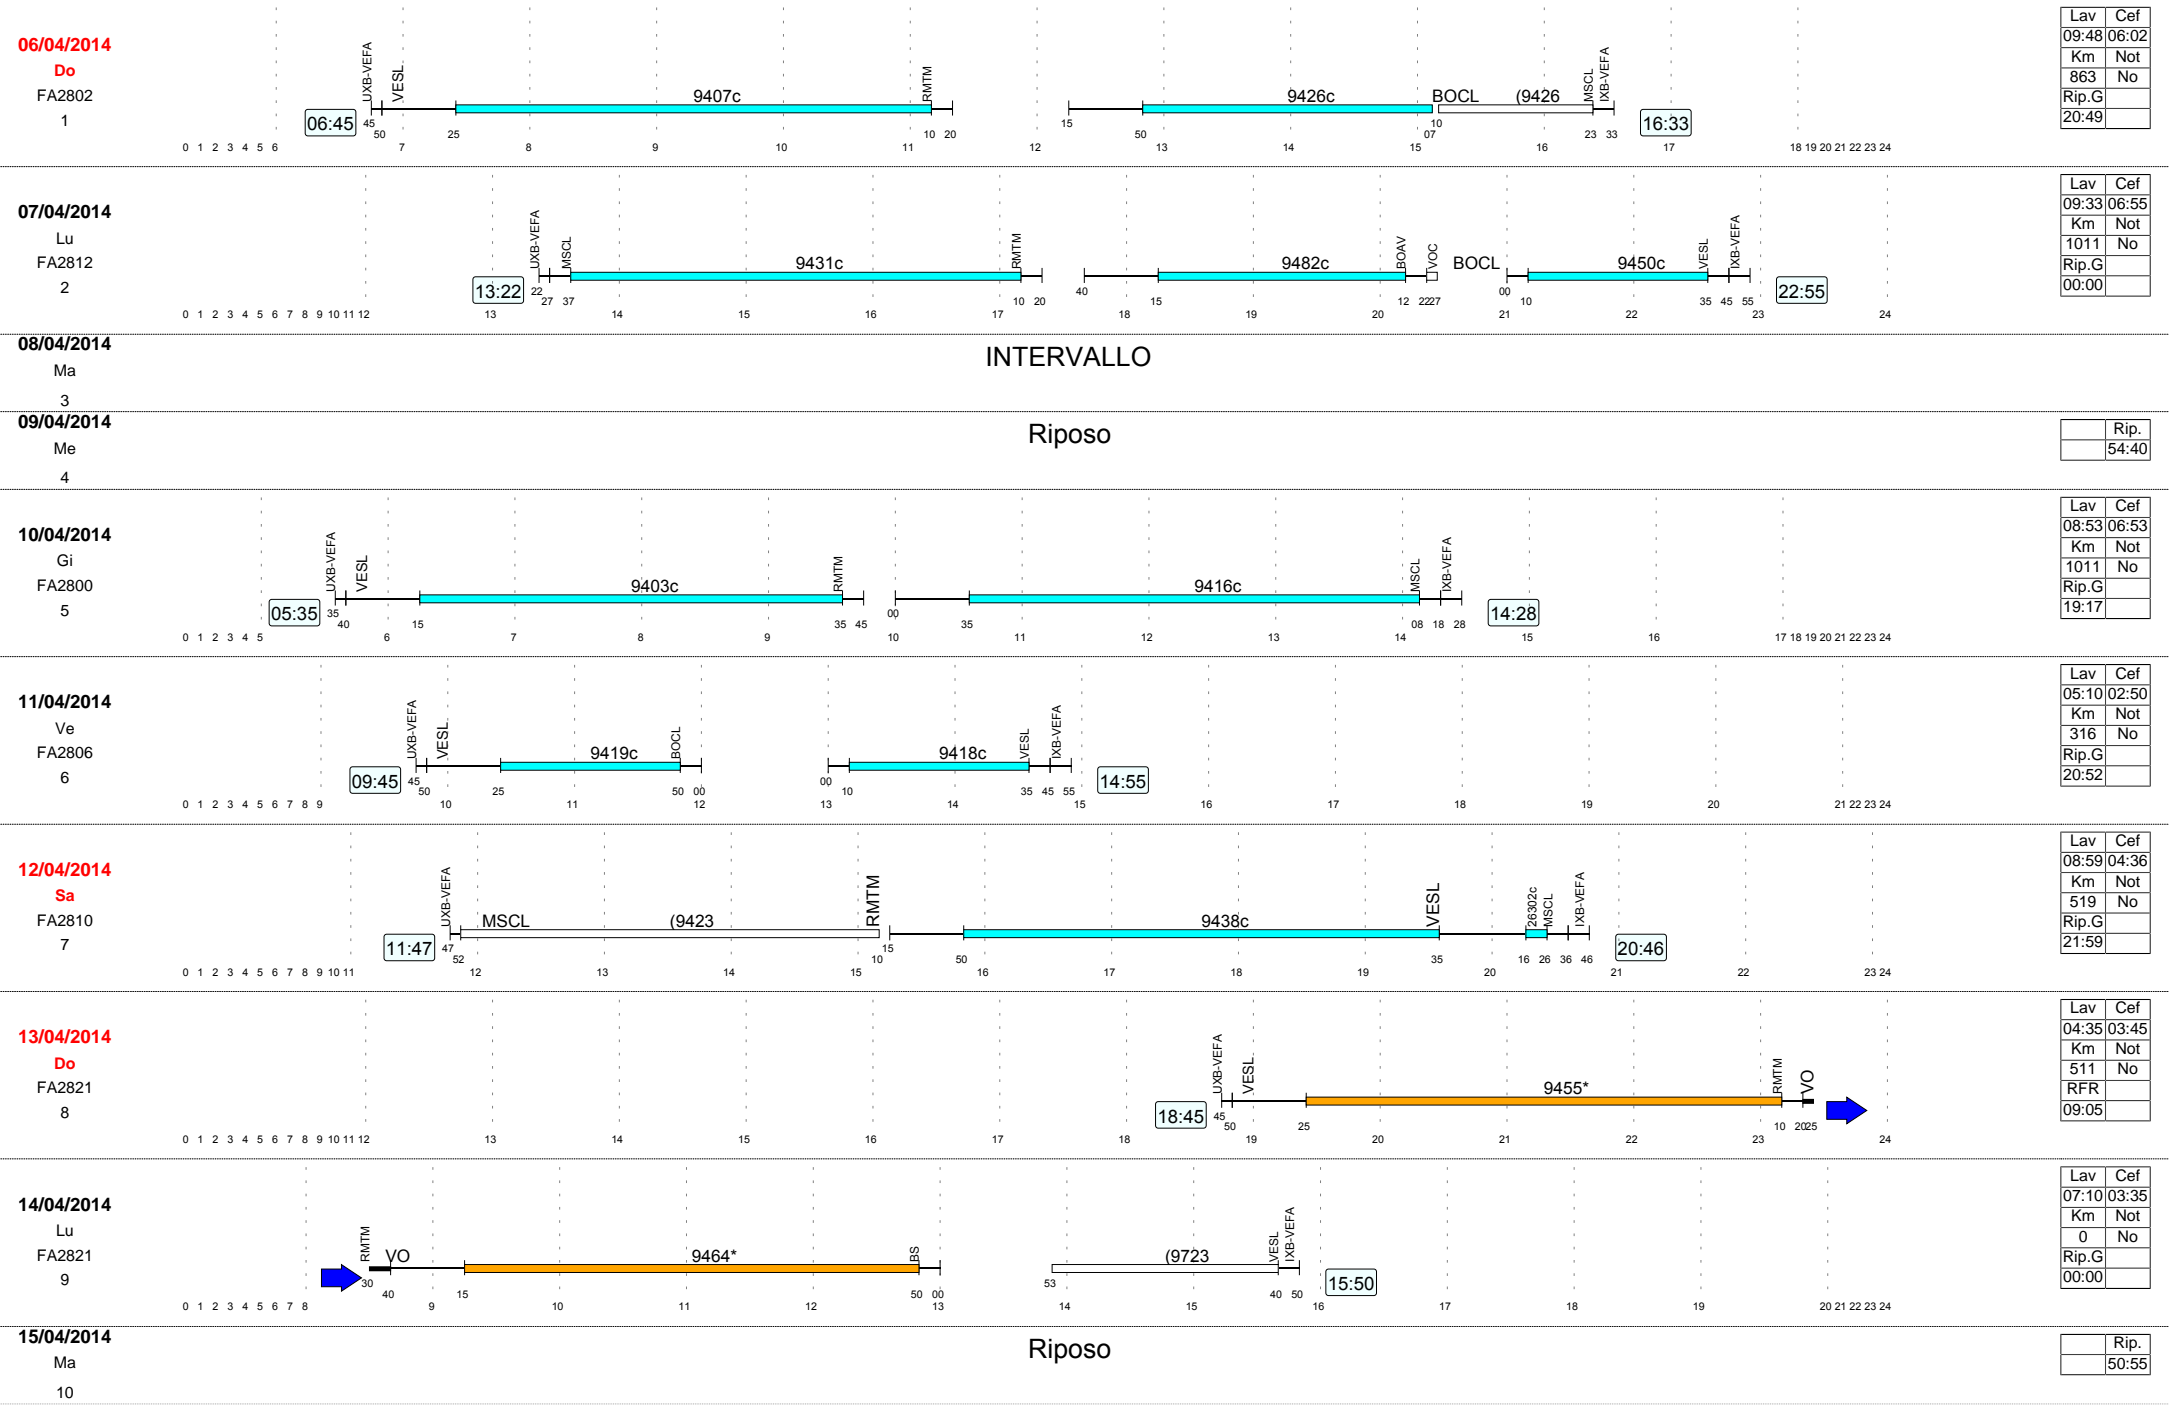 06/04/2014
Do
FA2802
1
06:45
UXB-VEFA
VESL
9407c
RMTM
9426c
BOCL
(9426
MSCL
IXB-VEFA
16:33
45 50 25 10 20 15 50 07 10 23 33
0 1 2 3 4 5 6 7 8 9 10 11 12 13 14 15 16 17 18 19 20 21 22 23 24
Lav Cef
09:48 06:02
Km Not
863 No
Rip.G
20:49
07/04/2014
Lu
FA2812
2
13:22
UXB-VEFA
MSCL
9431c
RMTM
9482c
BOAV
VOC
BOCL
9450c
VESL
IXB-VEFA
22:55
22 27 37 10 20 40 15 12 22 27 00 10 35 45 55
0 1 2 3 4 5 6 7 8 9 10 11 12 13 14 15 16 17 18 19 20 21 22 23 24
Lav Cef
09:33 06:55
Km Not
1011 No
Rip.G
00:00
08/04/2014
Ma
3
INTERVALLO
09/04/2014
Me
4
Riposo
Rip.
54:40
10/04/2014
Gi
FA2800
5
05:35
UXB-VEFA
VESL
9403c
RMTM
9416c
MSCL
IXB-VEFA
14:28
35 40 15 35 45 00 35 08 18 28
0 1 2 3 4 5 6 7 8 9 10 11 12 13 14 15 16 17 18 19 20 21 22 23 24
Lav Cef
08:53 06:53
Km Not
1011 No
Rip.G
19:17
11/04/2014
Ve
FA2806
6
09:45
UXB-VEFA
VESL
9419c
BOCL
9418c
VESL
IXB-VEFA
14:55
45 50 25 50 00 00 10 35 45 55
0 1 2 3 4 5 6 7 8 9 10 11 12 13 14 15 16 17 18 19 20 21 22 23 24
Lav Cef
05:10 02:50
Km Not
316 No
Rip.G
20:52
12/04/2014
Sa
FA2810
7
11:47
UXB-VEFA
MSCL
(9423
RMTM
9438c
VESL
26302c
MSCL
IXB-VEFA
20:46
47 52 10 15 50 35 16 26 36 46
0 1 2 3 4 5 6 7 8 9 10 11 12 13 14 15 16 17 18 19 20 21 22 23 24
Lav Cef
08:59 04:36
Km Not
519 No
Rip.G
21:59
13/04/2014
Do
FA2821
8
18:45
UXB-VEFA
VESL
9455*
RMTM
VO
45 50 25 10 20 25
0 1 2 3 4 5 6 7 8 9 10 11 12 13 14 15 16 17 18 19 20 21 22 23 24
Lav Cef
04:35 03:45
Km Not
511 No
RFR
09:05
14/04/2014
Lu
FA2821
9
RMTM
VO
9464*
BS
(9723
VESL
IXB-VEFA
15:50
30 40 15 50 00 53 40 50
0 1 2 3 4 5 6 7 8 9 10 11 12 13 14 15 16 17 18 19 20 21 22 23 24
Lav Cef
07:10 03:35
Km Not
0 No
Rip.G
00:00
15/04/2014
Ma
10
Riposo
Rip.
50:55